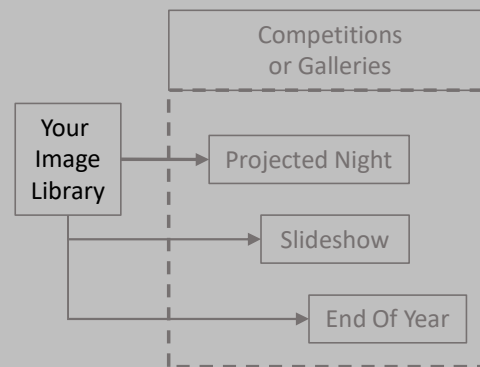 Competitions
or Galleries
Your
Image
Library
Projected Night
Slideshow
End Of Year